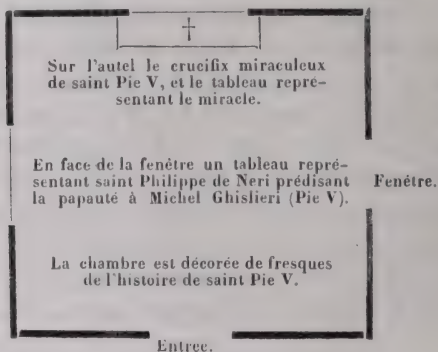 Sur l'autel le crucifix miraculeux
de saint Pie V, et le tableau repré-
sentant le miracle.
En face de la fenêtre un tableau repré-
sentant saint Philippe de Neri prédisant
la papauté à Michel Ghislieri (Pie V).
Fenêtre.
La chambre est décorée de fresques
de l'histoire de saint Pie V.
Entree.